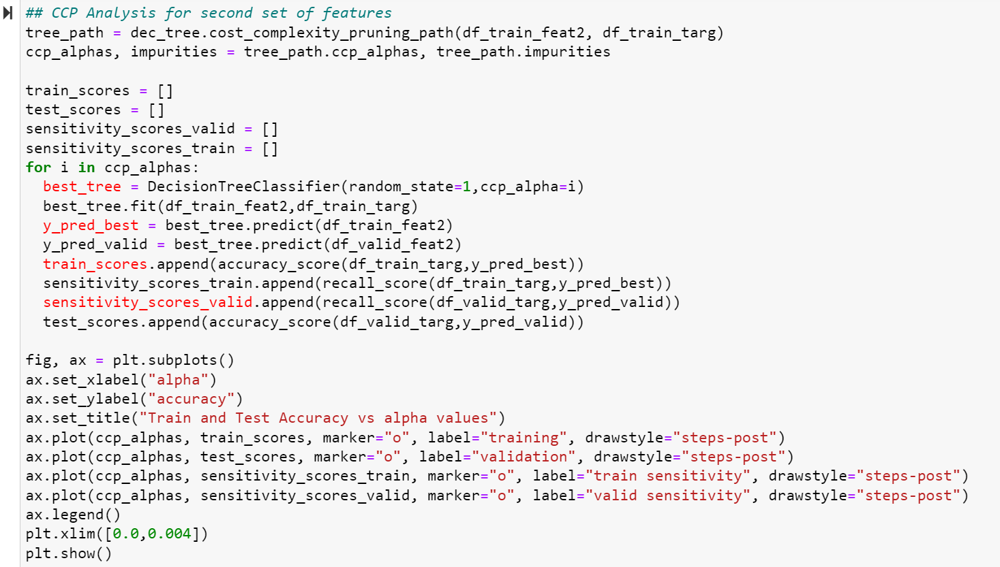 ## CCP Analysis for second set of features
tree_path = dec_tree.cost_complexity_pruning_path(df_train_feat2, df_train_targ)
ccp_alphas, impurities = tree_path.ccp_alphas, tree_path.impurities

train_scores = []
test_scores = []
sensitivity_scores_valid = []
sensitivity_scores_train = []
for i in ccp_alphas:
  best_tree = DecisionTreeClassifier(random_state=1,ccp_alpha=i)
  best_tree.fit(df_train_feat2,df_train_targ)
  y_pred_best = best_tree.predict(df_train_feat2)
  y_pred_valid = best_tree.predict(df_valid_feat2)
  train_scores.append(accuracy_score(df_train_targ,y_pred_best))
  sensitivity_scores_train.append(recall_score(df_train_targ,y_pred_best))
  sensitivity_scores_valid.append(recall_score(df_valid_targ,y_pred_valid))
  test_scores.append(accuracy_score(df_valid_targ,y_pred_valid))

fig, ax = plt.subplots()
ax.set_xlabel("alpha")
ax.set_ylabel("accuracy")
ax.set_title("Train and Test Accuracy vs alpha values")
ax.plot(ccp_alphas, train_scores, marker="o", label="training", drawstyle="steps-post")
ax.plot(ccp_alphas, test_scores, marker="o", label="validation", drawstyle="steps-post")
ax.plot(ccp_alphas, sensitivity_scores_train, marker="o", label="train sensitivity", drawstyle="steps-post")
ax.plot(ccp_alphas, sensitivity_scores_valid, marker="o", label="valid sensitivity", drawstyle="steps-post")
ax.legend()
plt.xlim([0.0,0.004])
plt.show()